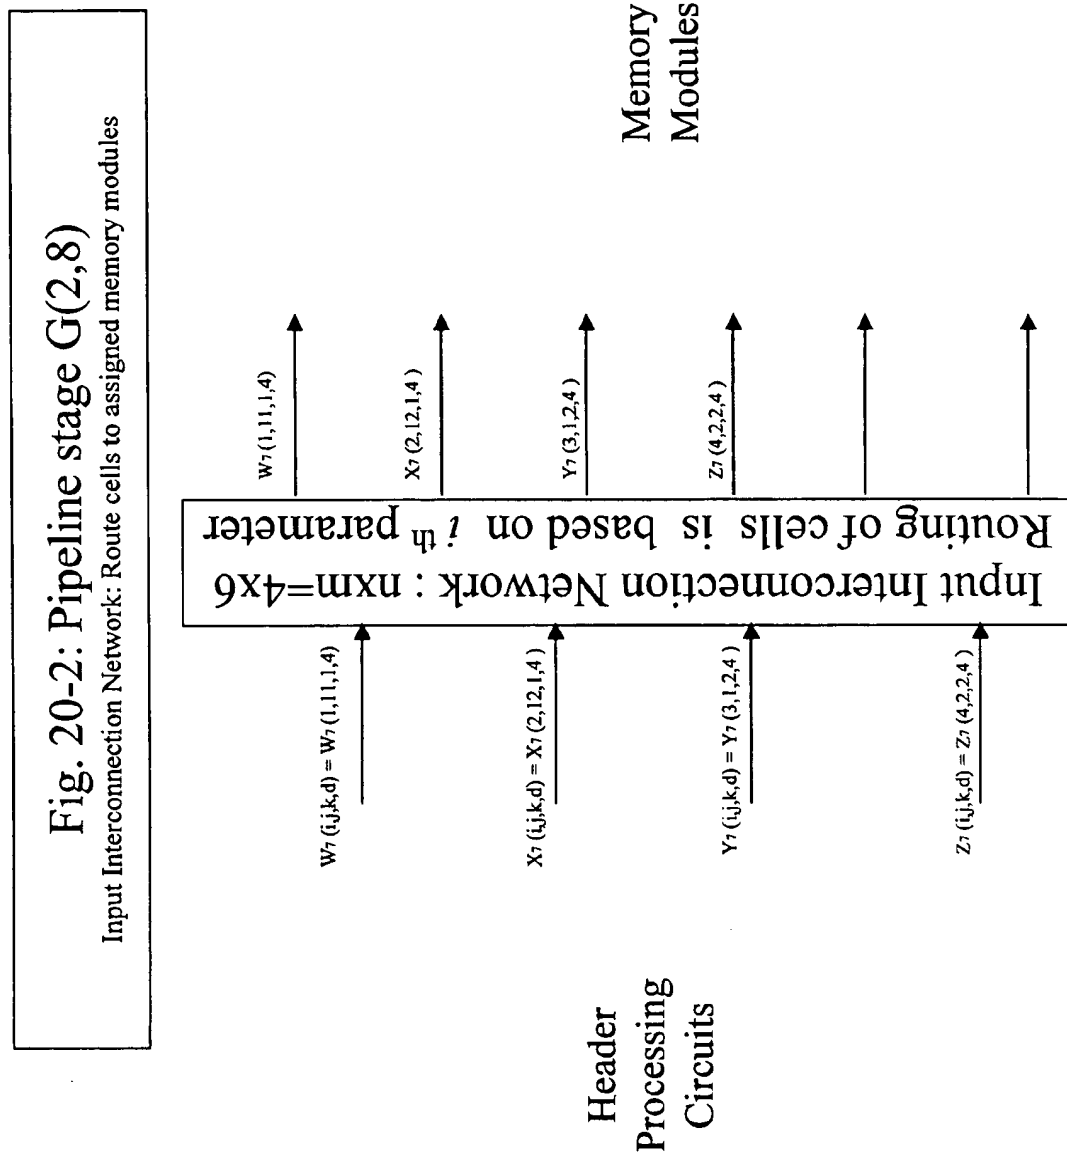 Fig. 20-2: Pipeline stage G(2,8)
Input Interconnection Network: Route cells to assigned memory modules
Header
Processing
Circuits
W7 (i,j,k,d) = W7 (1,11,1,4)
X7 (i,j,k,d) = X7 (2,12,1,4)
Y7 (i,j,k,d) = Y7 (3,1,2,4)
Z7 (i,j,k,d) = Z7 (4,2,2,4)
Input Interconnection Network : nxm=4x6
Routing of cells is based on i th parameter
W7 (1,11,1,4)
X7 (2,12,1,4)
Y7 (3,1,2,4)
Z7 (4,2,2,4)
Memory
Modules